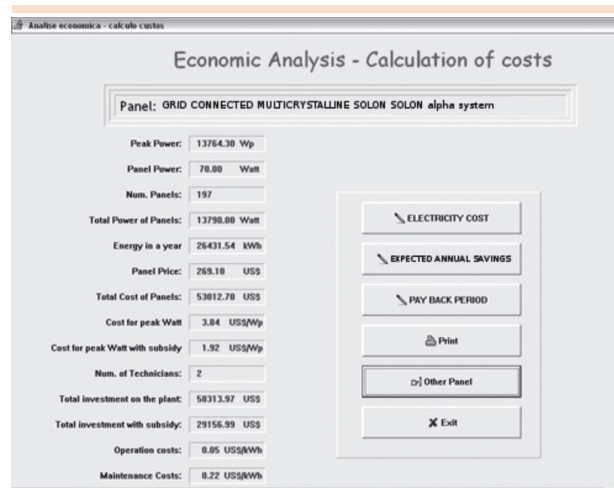 Analise economica - calculo custos
Economic Analysis - Calculation of costs
Panel: GRID CONNECTED MULTICRYSTALLINE SOLON SOLON alpha system
Peak Power: 13764.30 Wp
Panel Power: 70.00 Watt
Num. Panels: 197
Total Power of Panels: 13790.00 Watt
Energy in a year 26431.54 kWh
Panel Price: 269.10 US$
Total Cost of Panels: 53012.70 US$
Cost for peak Watt 3.84 US$/Wp
Cost for peak Watt with subsidy 1.92 US$/Wp
Num. of Technicians: 2
Total investment on the plant: 58313.97 US$
Total investment with subsidy: 29156.99 US$
Operation costs: 0.05 US$/kWh
Maintenance Costs: 0.22 US$/kWh
ELECTRICITY COST
EXPECTED ANNUAL SAVINGS
PAY BACK PERIOD
Print
Other Panel
Exit